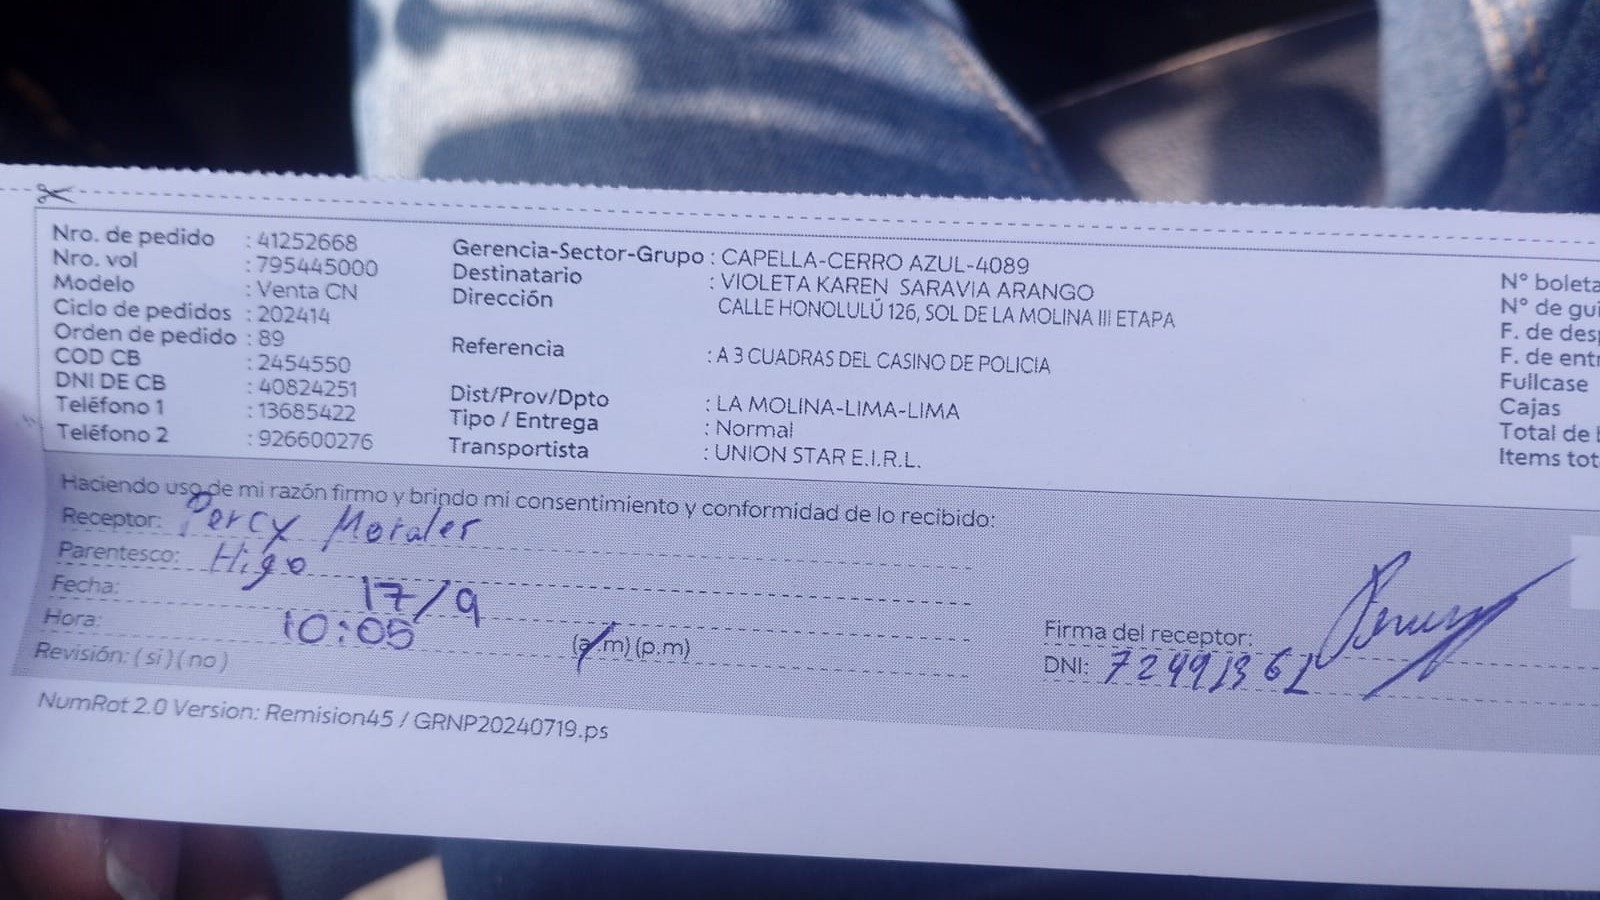 Nro. de pedido : 41252668
Nro. vol : 795445000
Modelo : Venta CN
Ciclo de pedidos : 202414
Orden de pedido : 89
COD CB : 2454550
DNI DE CB : 40824251
Teléfono 1 : 13685422
Teléfono 2 : 926600276
Gerencia-Sector-Grupo : CAPELLA-CERRO AZUL-4089
Destinatario : VIOLETA KAREN SARAVIA ARANGO
Dirección CALLE HONOLULÚ 126, SOL DE LA MOLINA III ETAPA
Referencia : A 3 CUADRAS DEL CASINO DE POLICIA
Dist/Prov/Dpto : LA MOLINA-LIMA-LIMA
Tipo / Entrega : Normal
Transportista : UNION STAR E.I.R.L.
N° boleta
N° de gui
F. de desp
F. de entr
Fullcase
Cajas
Total de b
Items tot
Haciendo uso de mi razón firmo y brindo mi consentimiento y conformidad de lo recibido:
Receptor: Percy Morales
Parentesco: Higo
Fecha: 17/9
Hora: 10:05 (a.m) (p.m)
Revisión: ( si ) ( no )
Firma del receptor:
DNI:
NumRot 2.0 Version: Remision45 / GRNP20240719.ps